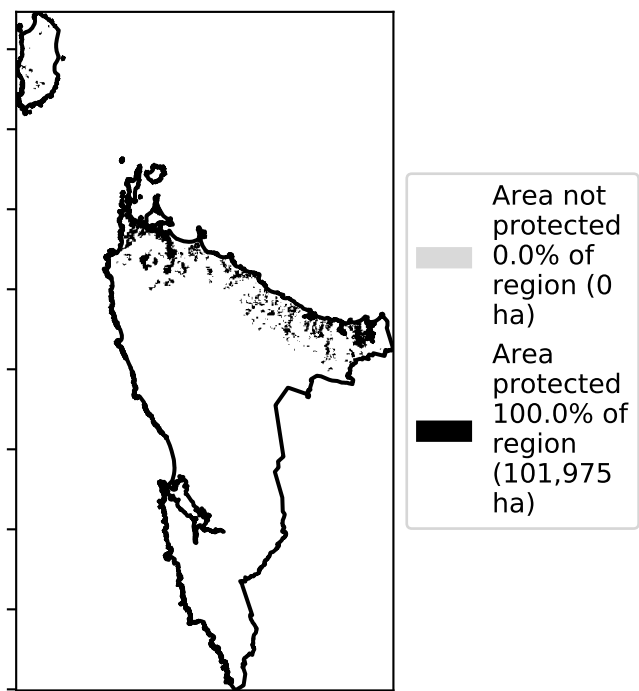 Area not
protected
0.0% of
region (0
ha)
Area
protected
100.0% of
region
(101,975
ha)